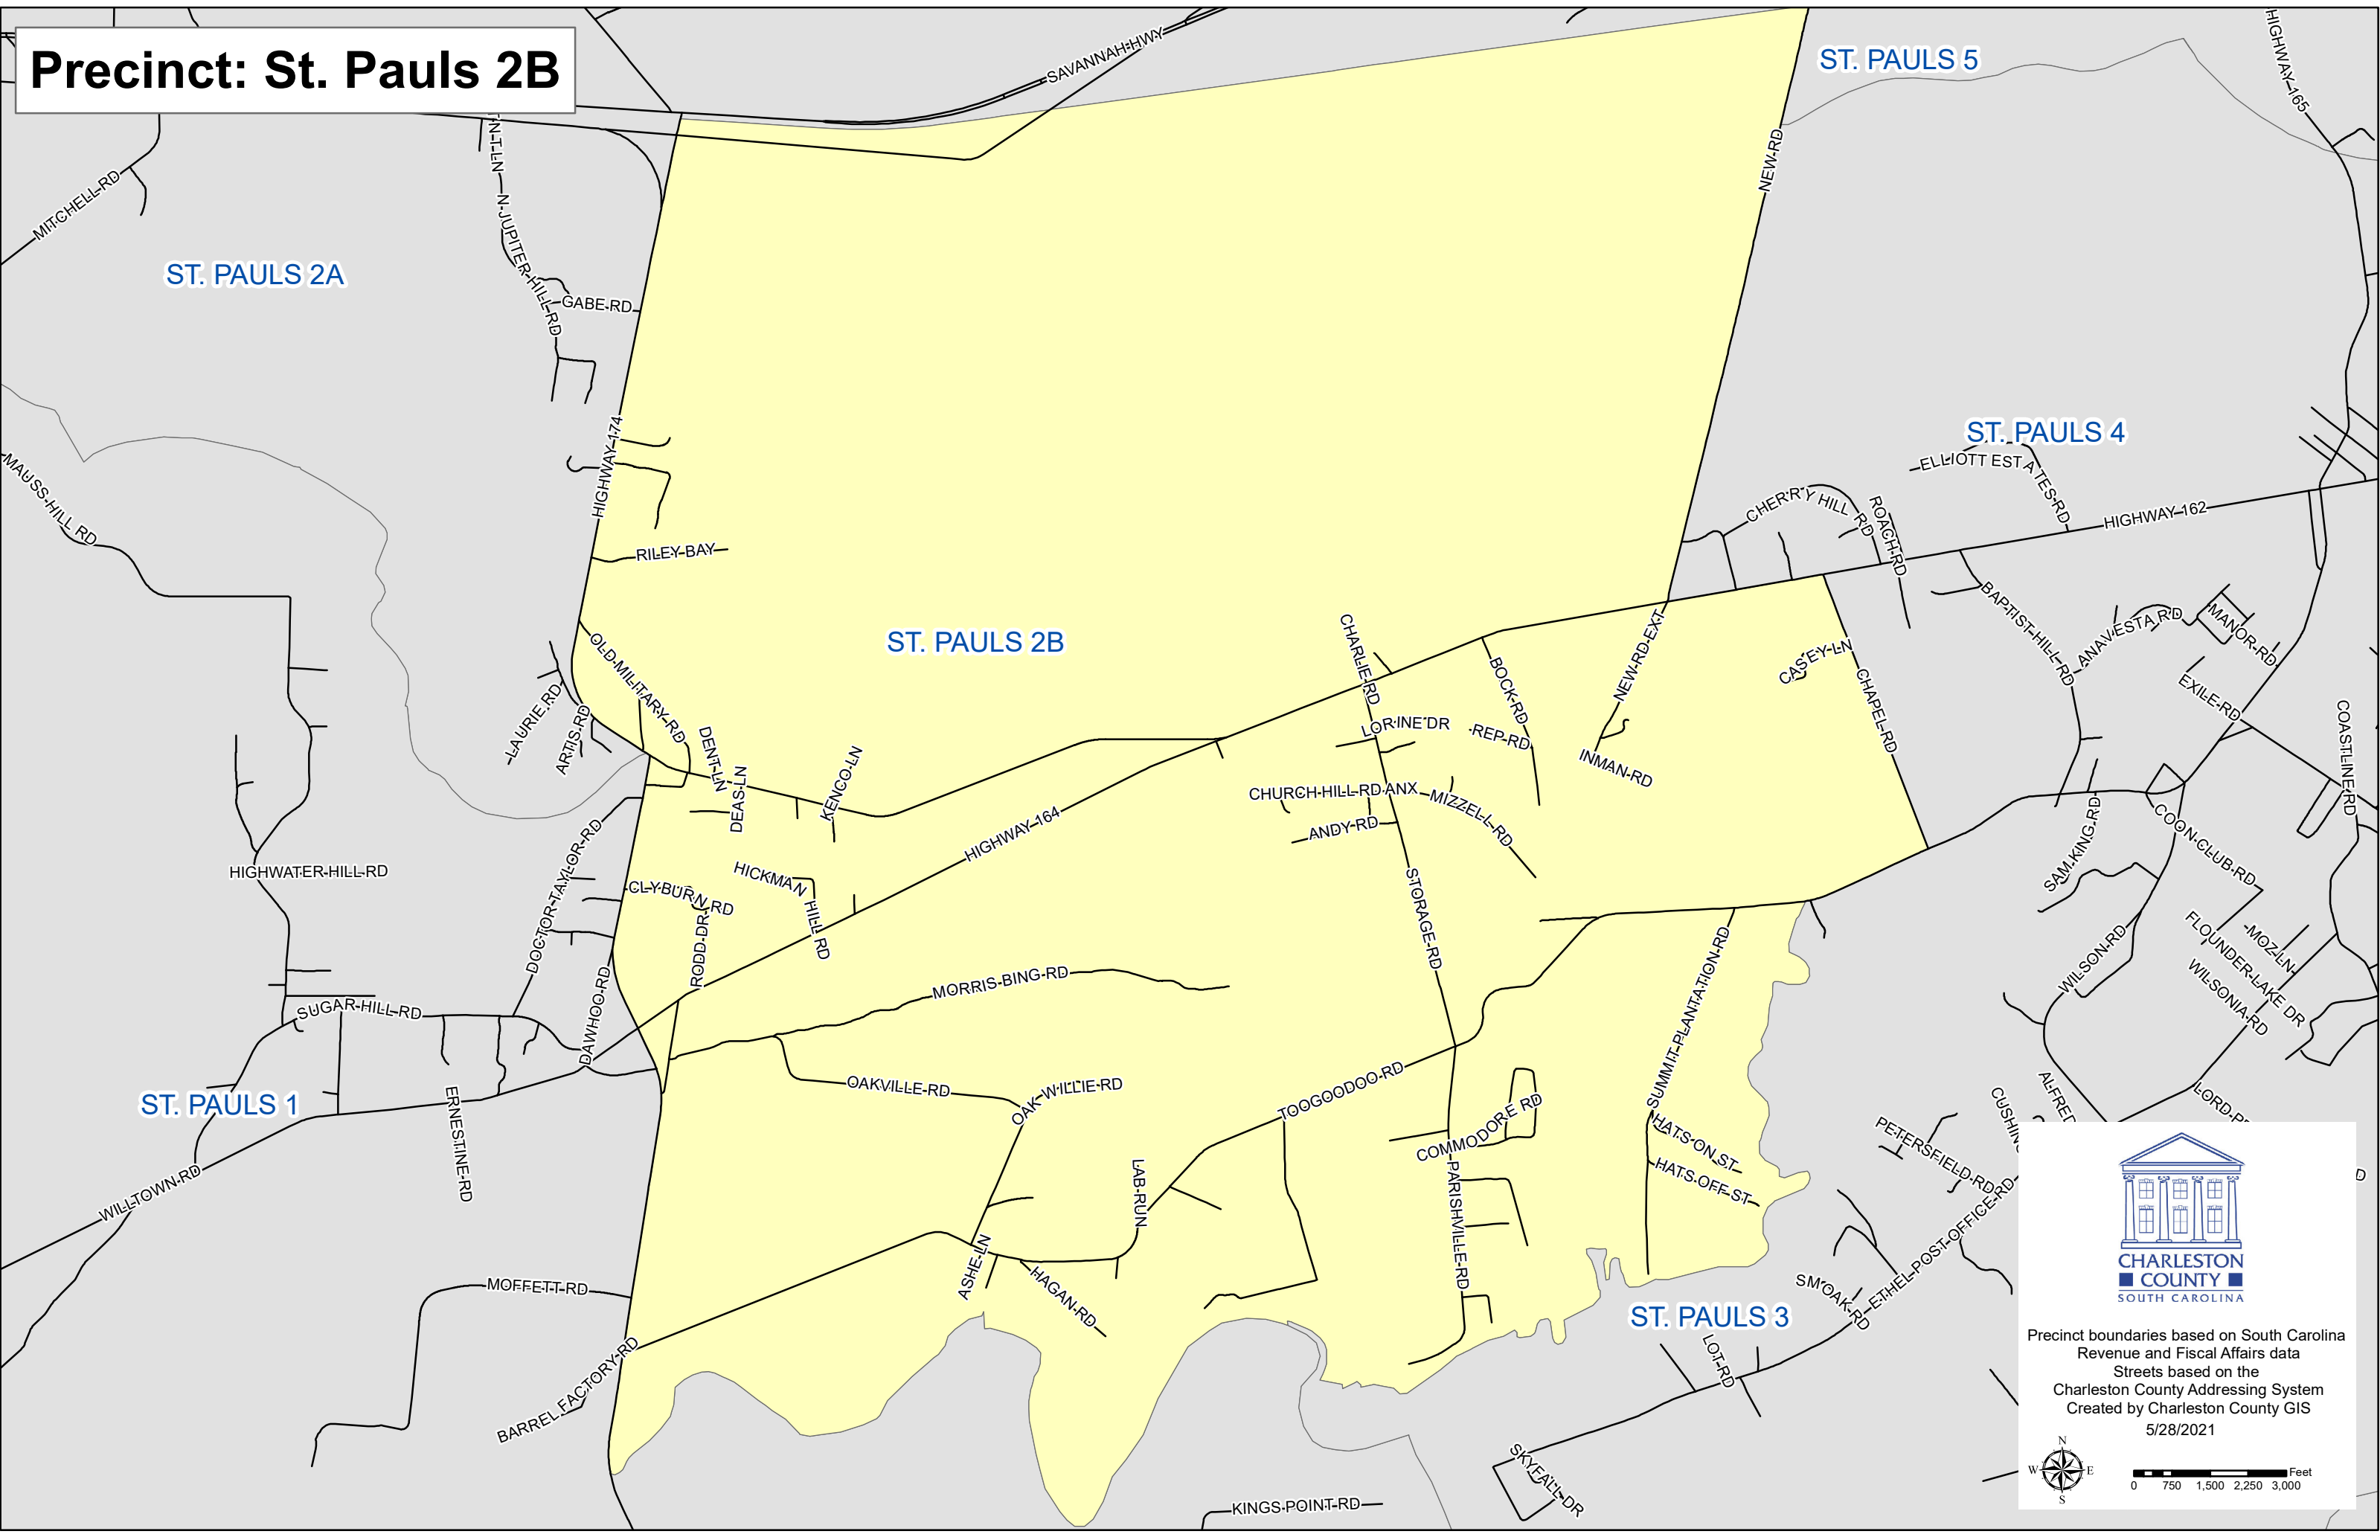 Precinct: St. Pauls 2B
SAVANNAH HWY
ST. PAULS 5
HIGHWAY 165
MITCHELL RD
N JUPITER HILL RD
NEW RD
ST. PAULS 2A
GABE RD
HIGHWAY 174
ST. PAULS 4
ELLIOTT ESTATES RD
CHERRY HILL RD
ROACH RD
HIGHWAY 162
MAUSS HILL RD
RILEY BAY
OLD MILITARY RD
ST. PAULS 2B
CHARLIE RD
BOCK RD
NEW RD EXT
CASEY LN
CHAPEL RD
BAPTIST HILL RD
ANAVESTA RD
MANOR RD
EXILE RD
COASTLINE RD
LAURIE RD
ARTIS RD
DENT LN
DEAS LN
KENCO LN
LORINE DR
REP RD
INMAN RD
CHURCH HILL RD ANX
MIZZELL RD
ANDY RD
HIGHWAY 164
SAM KING RD
COON CLUB RD
HIGHWATER HILL RD
DOCTOR TAYLOR RD
CLYBURN RD
HICKMAN HILL RD
RODD DR
STORAGE RD
SUMMIT PLANTATION RD
WILSON RD
FLOUNDER LAKE DR
MOZ LN
WILSONIA RD
SUGAR HILL RD
DAWHOO RD
MORRIS BING RD
OAKVILLE RD
OAK WILLIE RD
TOOGOODOO RD
COMMODORE RD
HATS ON ST
HATS OFF ST
ST. PAULS 1
ERNESTINE RD
WILLTOWN RD
LAB RUN
PARISHVILLE RD
PETERSFIELD RD
ALFRED
LORD P
ETHEL POST OFFICE RD
MOFFETT RD
ASHE LN
HAGAN RD
ST. PAULS 3
SMOAK RD
LOT RD
BARREL FACTORY RD
SKYFALL DR
KINGS POINT RD
CHARLESTON
COUNTY
SOUTH CAROLINA
Precinct boundaries based on South Carolina
Revenue and Fiscal Affairs data
Streets based on the
Charleston County Addressing System
Created by Charleston County GIS
5/28/2021
N
W E
S
Feet
0 750 1,500 2,250 3,000